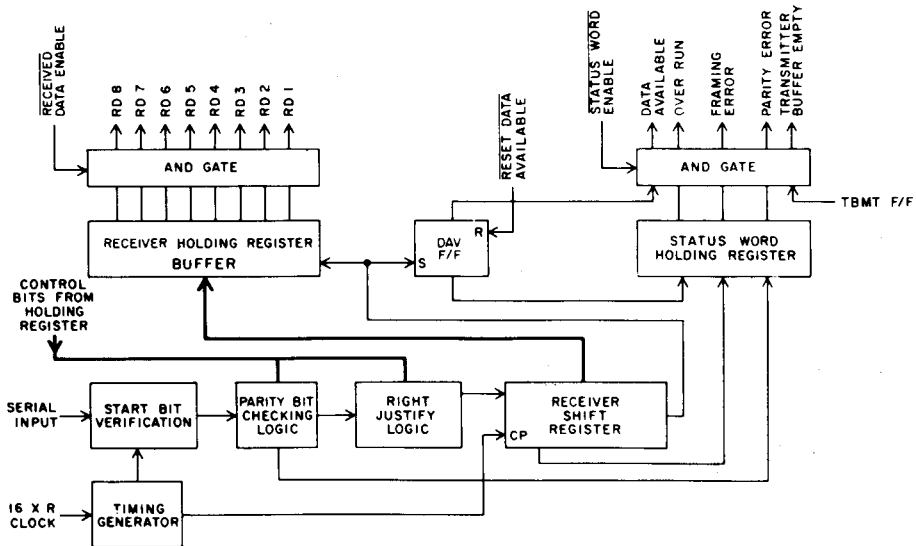 RECEIVED
DATA ENABLE
RD 8
RD 7
RD 6
RD 5
RD 4
RD 3
RD 2
RD 1
AND GATE
RECEIVER HOLDING REGISTER
BUFFER
RESET DATA
AVAILABLE
DAV
F/F
R
S
STATUS WORD
ENABLE
DATA
AVAILABLE
OVER RUN
FRAMING
ERROR
PARITY ERROR
TRANSMITTER
BUFFER EMPTY
AND GATE
TBMT F/F
STATUS WORD
HOLDING REGISTER
CONTROL
BITS FROM
HOLDING
REGISTER
SERIAL
INPUT
START BIT
VERIFICATION
PARITY BIT
CHECKING
LOGIC
RIGHT
JUSTIFY
LOGIC
RECEIVER
SHIFT
REGISTER
CP
16 X R
CLOCK
TIMING
GENERATOR